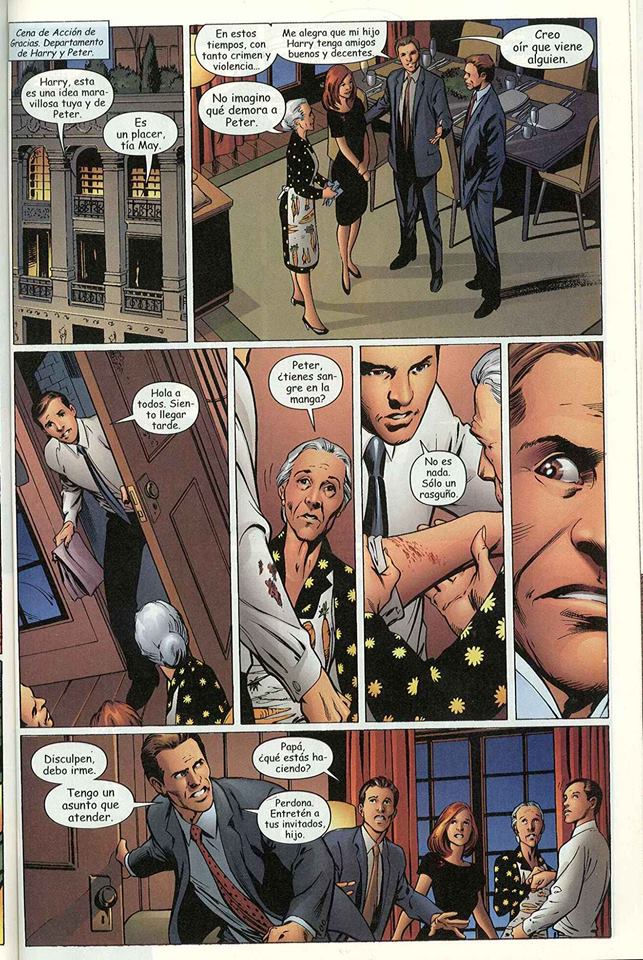 Cena de Acción de
Gracias. Departamento
de Harry y Peter.
Harry, esta
es una idea mara-
villosa tuya y de
Peter.
Es
un placer,
tía May.
En estos
tiempos, con
tanto crimen y
violencia...
Me alegra que mi hijo
Harry tenga amigos
buenos y decentes.
No imagino
qué demora a
Peter.
Creo
oír que viene
alguien.
Hola a
todos. Sien-
to llegar
tarde.
Peter,
¿tienes san-
gre en la
manga?
No es
nada.
Sólo un
rasguño.
Disculpen,
debo irme.
Tengo un
asunto que
atender.
Papá,
¿qué estás ha-
ciendo?
Perdona.
Entretén a
tus invitados,
hijo.